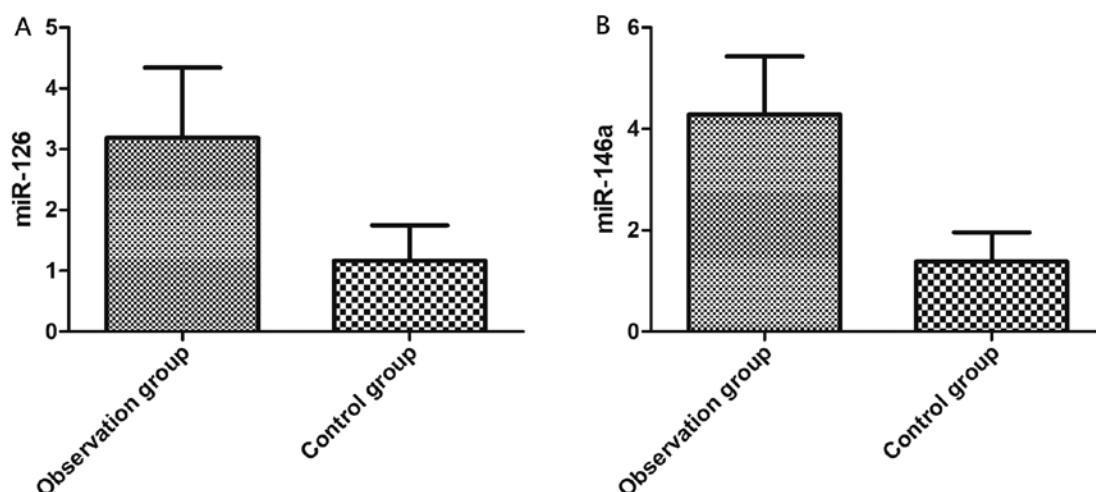 A
miR-126
5
4
3
2
1
0
Observation group
Control group
B
miR-146a
6
4
2
0
Observation group
Control group